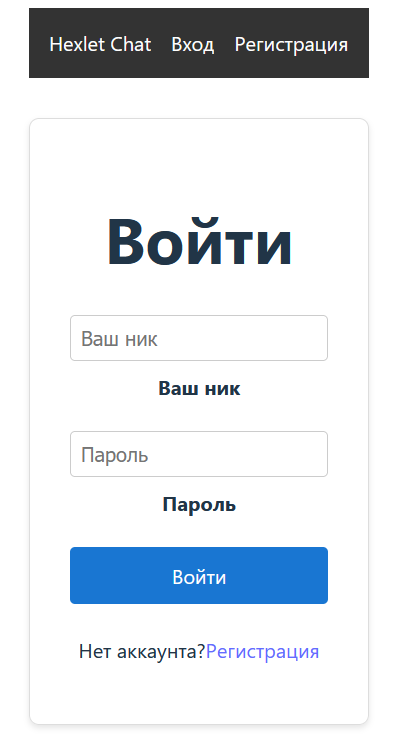 Hexlet Chat Вход Регистрация
Войти
Ваш ник
Ваш ник
Пароль
Пароль
Войти
Нет аккаунта?Регистрация